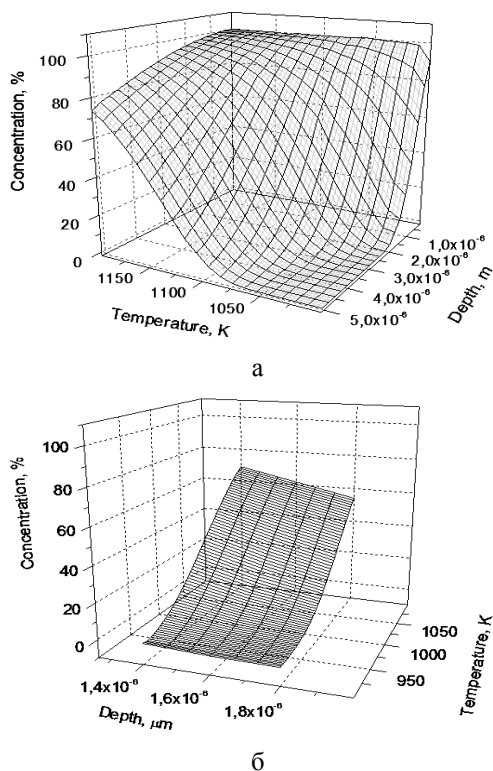 100
80
60
40
20
0
Concentration, %
1150
1100
1050
Temperature, K
1,0x10⁻⁶
2,0x10⁻⁶
3,0x10⁻⁶
4,0x10⁻⁶
5,0x10⁻⁶
Depth, m
а
100
80
60
40
20
0
Concentration, %
1,4x10⁻⁶
1,6x10⁻⁶
1,8x10⁻⁶
Depth, μm
1050
1000
950
Temperature, K
б